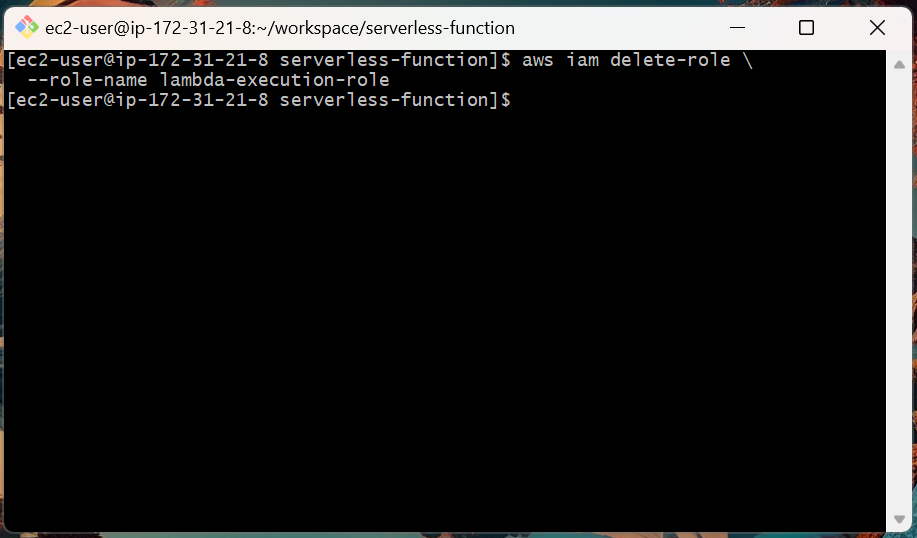 ec2-user@ip-172-31-21-8:~/workspace/serverless-function
[ec2-user@ip-172-31-21-8 serverless-function]$ aws iam delete-role \
  --role-name lambda-execution-role
[ec2-user@ip-172-31-21-8 serverless-function]$